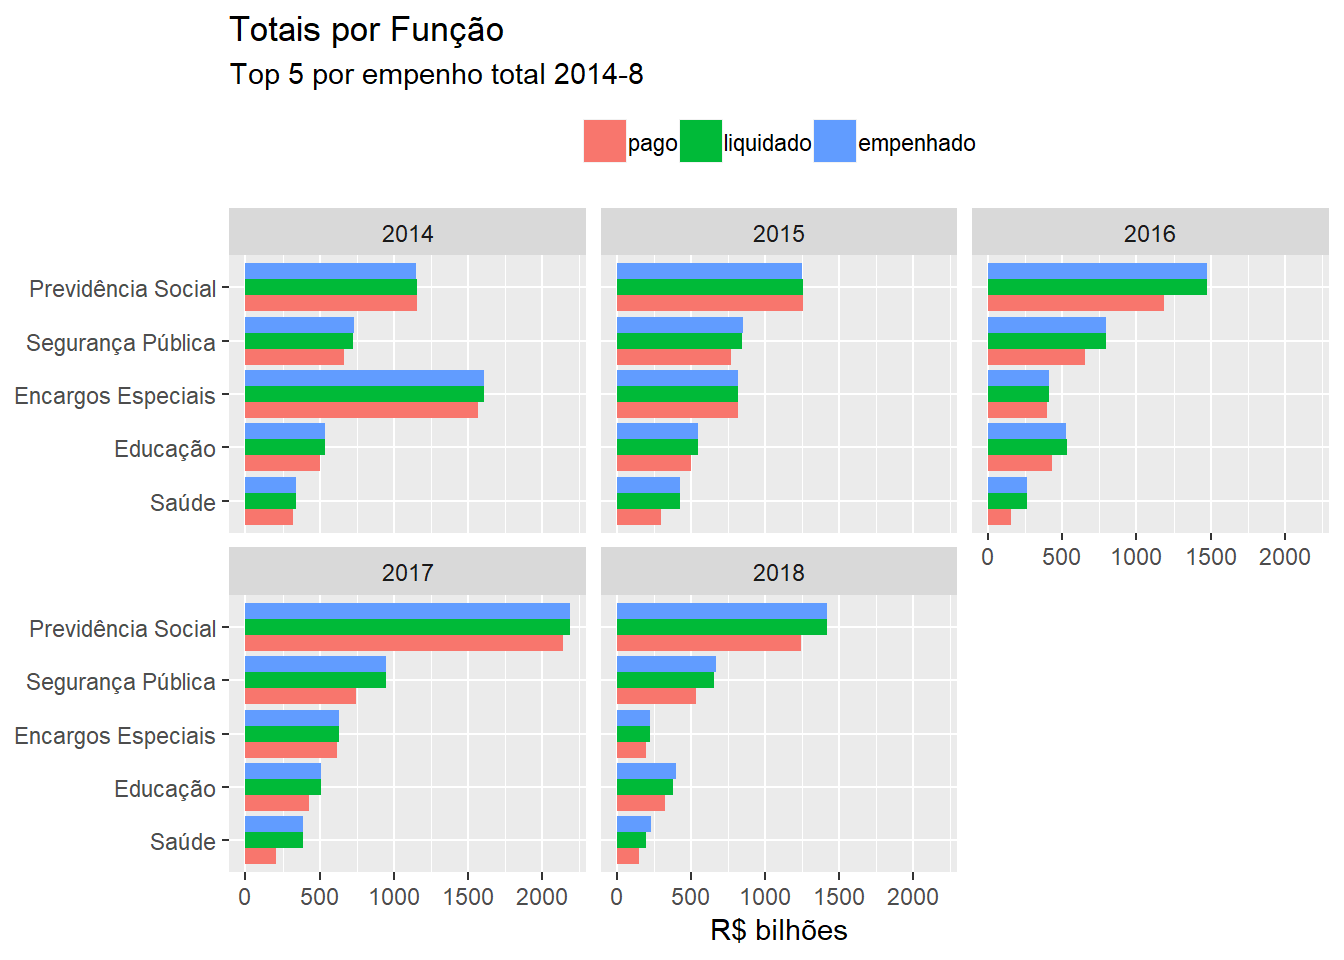 Totais por Função
Top 5 por empenho total 2014-8
pago liquidado empenhado
2014 2015 2016
Previdência Social
Segurança Pública
Encargos Especiais
Educação
Saúde
0 500 1000 1500 2000
2017 2018
Previdência Social
Segurança Pública
Encargos Especiais
Educação
Saúde
0 500 1000 1500 2000 0 500 1000 1500 2000
R$ bilhões